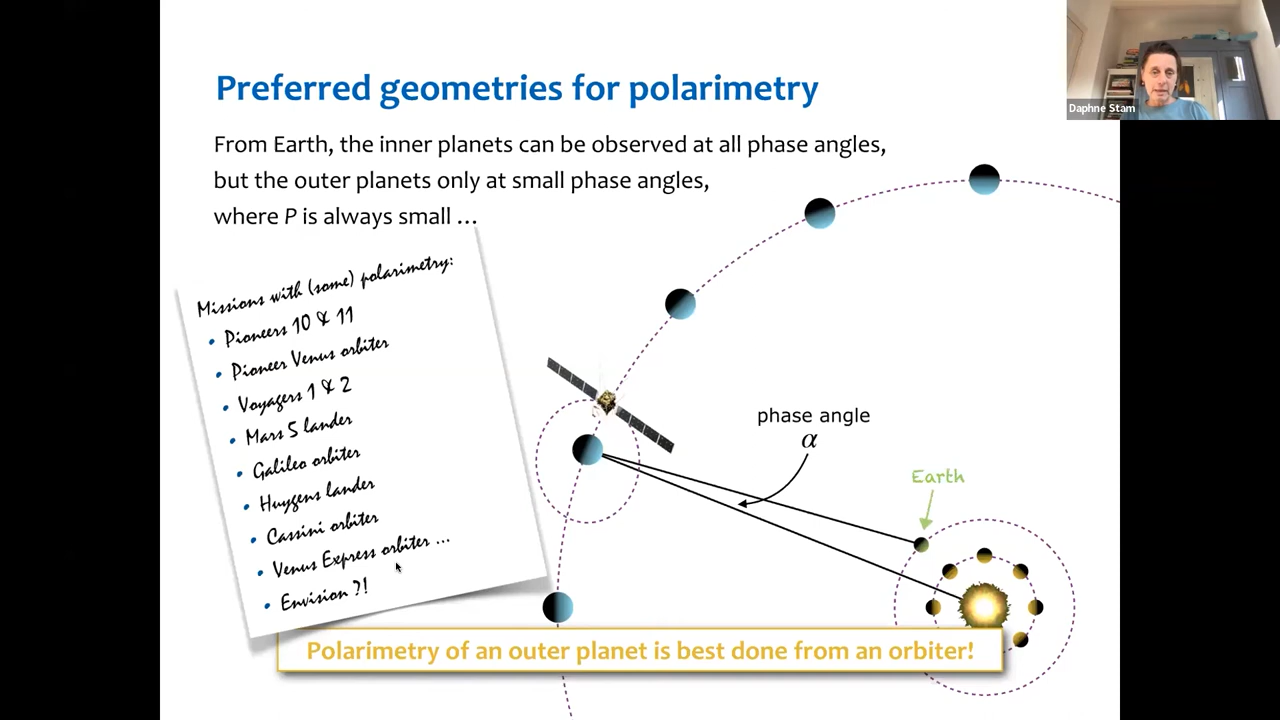 Preferred geometries for polarimetry
Daphne Stam
From Earth, the inner planets can be observed at all phase angles,
but the outer planets only at small phase angles,
where P is always small …
Missions with (some) polarimetry:
• Pioneers 10 & 11
• Pioneer Venus orbiter
• Voyagers 1 & 2
• Mars 5 lander
• Galileo orbiter
• Huygens lander
• Cassini orbiter
• Venus Express orbiter ...
• Envision ?!
phase angle
α
Earth
Polarimetry of an outer planet is best done from an orbiter!